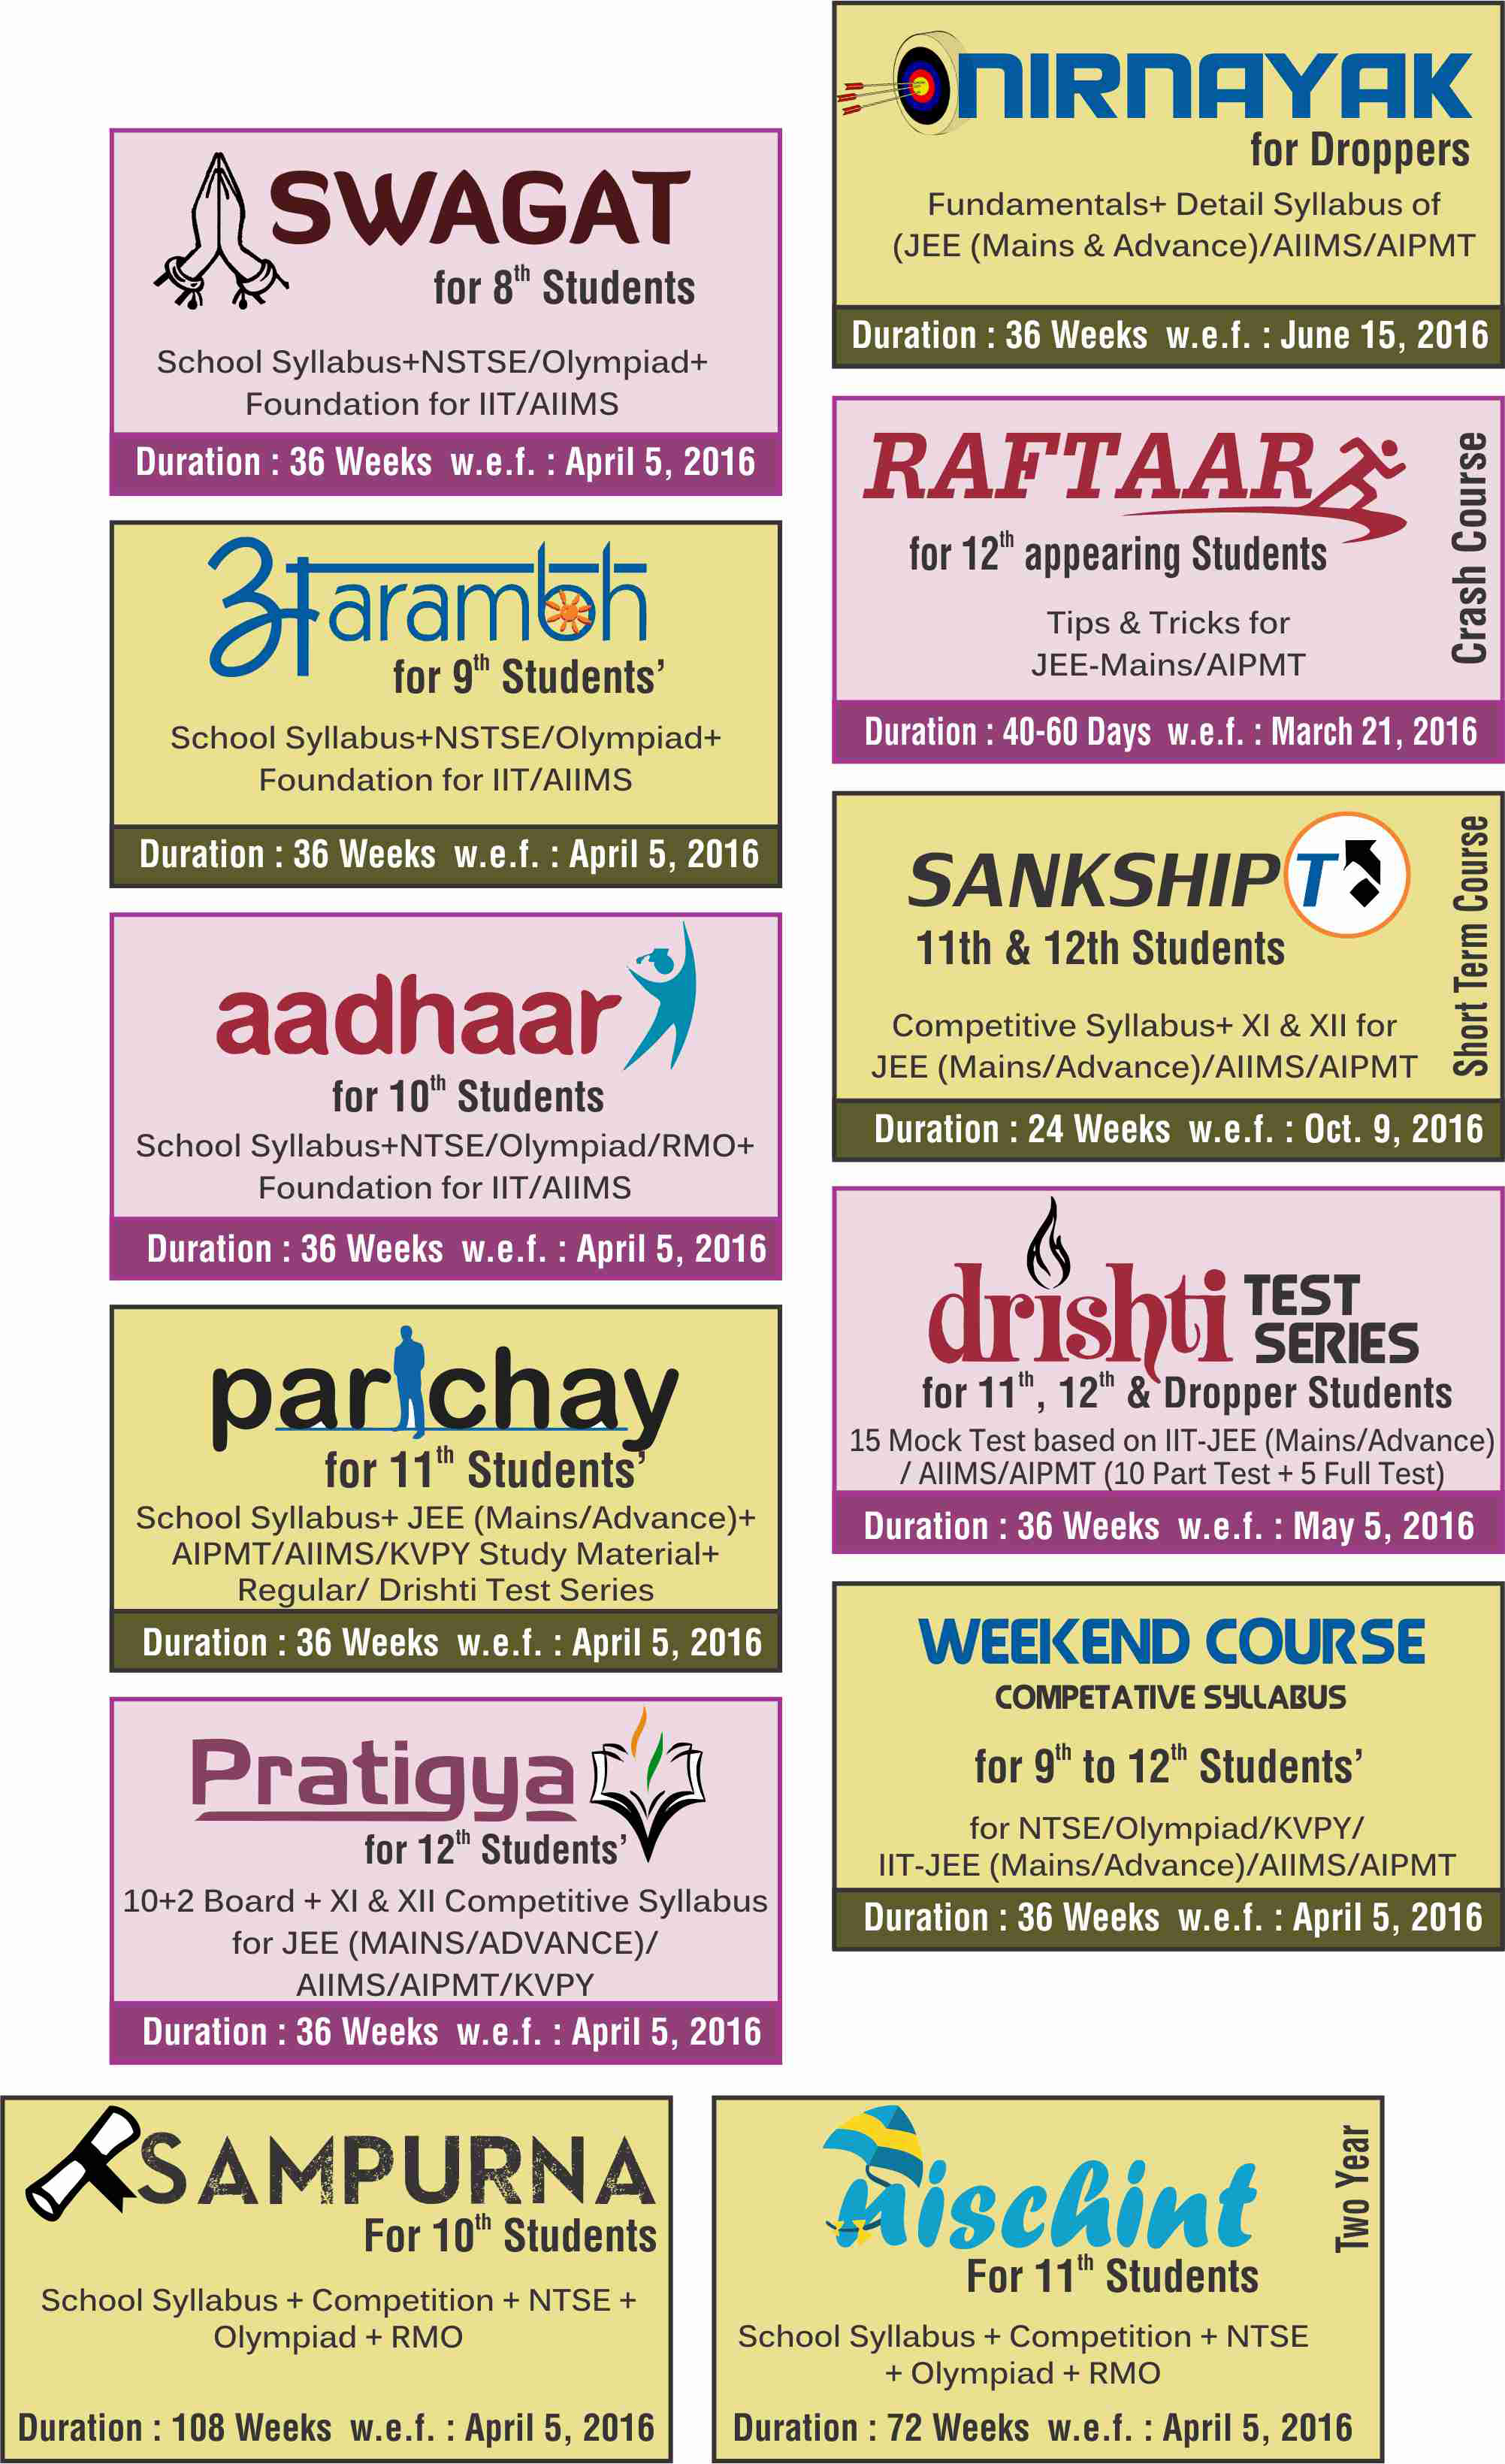 SWAGAT
for 8th Students
School Syllabus+NSTSE/Olympiad+
Foundation for IIT/AIIMS
Duration : 36 Weeks w.e.f. : April 5, 2016
आarambh
for 9th Students’
School Syllabus+NSTSE/Olympiad+
Foundation for IIT/AIIMS
Duration : 36 Weeks w.e.f. : April 5, 2016
aadhaar
for 10th Students
School Syllabus+NTSE/Olympiad/RMO+
Foundation for IIT/AIIMS
Duration : 36 Weeks w.e.f. : April 5, 2016
parichay
for 11th Students’
School Syllabus+ JEE (Mains/Advance)+
AIPMT/AIIMS/KVPY Study Material+
Regular/ Drishti Test Series
Duration : 36 Weeks w.e.f. : April 5, 2016
Pratigya
for 12th Students’
10+2 Board + XI & XII Competitive Syllabus
for JEE (MAINS/ADVANCE)/
AIIMS/AIPMT/KVPY
Duration : 36 Weeks w.e.f. : April 5, 2016
NIRNAYAK
for Droppers
Fundamentals+ Detail Syllabus of
(JEE (Mains & Advance)/AIIMS/AIPMT
Duration : 36 Weeks w.e.f. : June 15, 2016
RAFTAAR
for 12th appearing Students
Tips & Tricks for
JEE-Mains/AIPMT
Crash Course
Duration : 40-60 Days w.e.f. : March 21, 2016
SANKSHIPT
11th & 12th Students
Competitive Syllabus+ XI & XII for
JEE (Mains/Advance)/AIIMS/AIPMT
Short Term Course
Duration : 24 Weeks w.e.f. : Oct. 9, 2016
drishti TEST
SERIES
for 11th, 12th & Dropper Students
15 Mock Test based on IIT-JEE (Mains/Advance)
/ AIIMS/AIPMT (10 Part Test + 5 Full Test)
Duration : 36 Weeks w.e.f. : May 5, 2016
WEEKEND COURSE
COMPETATIVE SYLLABUS
for 9th to 12th Students’
for NTSE/Olympiad/KVPY/
IIT-JEE (Mains/Advance)/AIIMS/AIPMT
Duration : 36 Weeks w.e.f. : April 5, 2016
SAMPURNA
For 10th Students
School Syllabus + Competition + NTSE +
Olympiad + RMO
Duration : 108 Weeks w.e.f. : April 5, 2016
Nischint
Two Year
For 11th Students
School Syllabus + Competition + NTSE
+ Olympiad + RMO
Duration : 72 Weeks w.e.f. : April 5, 2016